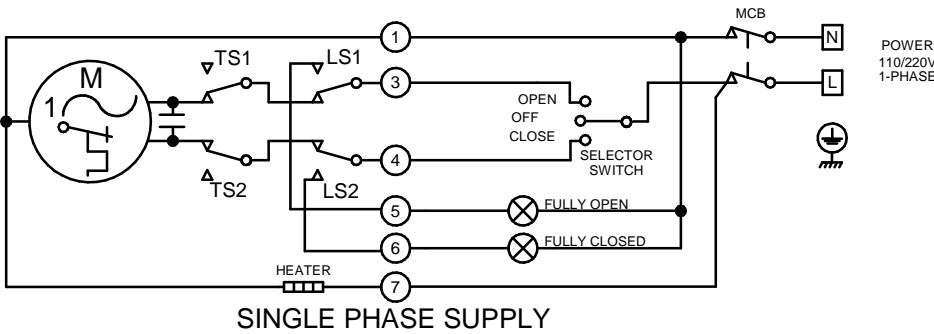 MCB
1
N
TS1
LS1
POWER
110/220V
1-PHASE
M
3
L
1
OPEN
OFF
CLOSE
SELECTOR
SWITCH
4
TS2
LS2
5
FULLY OPEN
6
FULLY CLOSED
HEATER
7
SINGLE PHASE SUPPLY